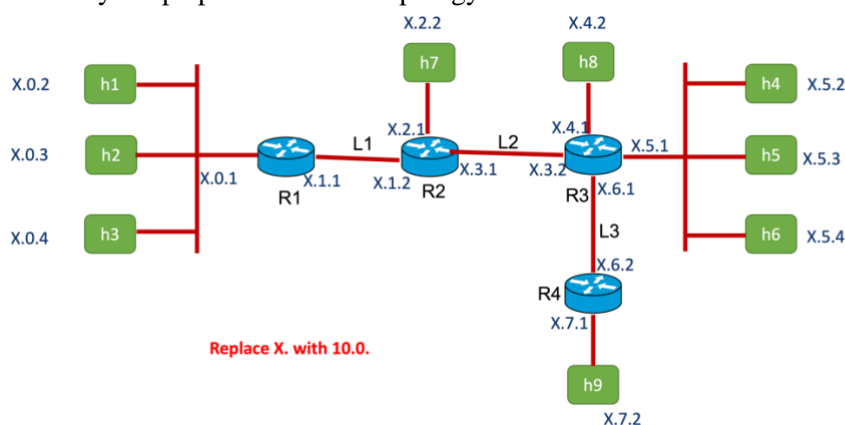 X.2.2
X.4.2
h7
h8
X.0.2
h1
h4
X.5.2
X.2.1
X.4.1
L1
L2
X.5.1
X.0.3
h2
h5
X.5.3
X.0.1
X.1.1
X.1.2
X.3.1
X.3.2
R1
R2
R3
X.6.1
X.0.4
h3
L3
h6
X.5.4
X.6.2
R4
X.7.1
Replace X. with 10.0.
h9
X.7.2